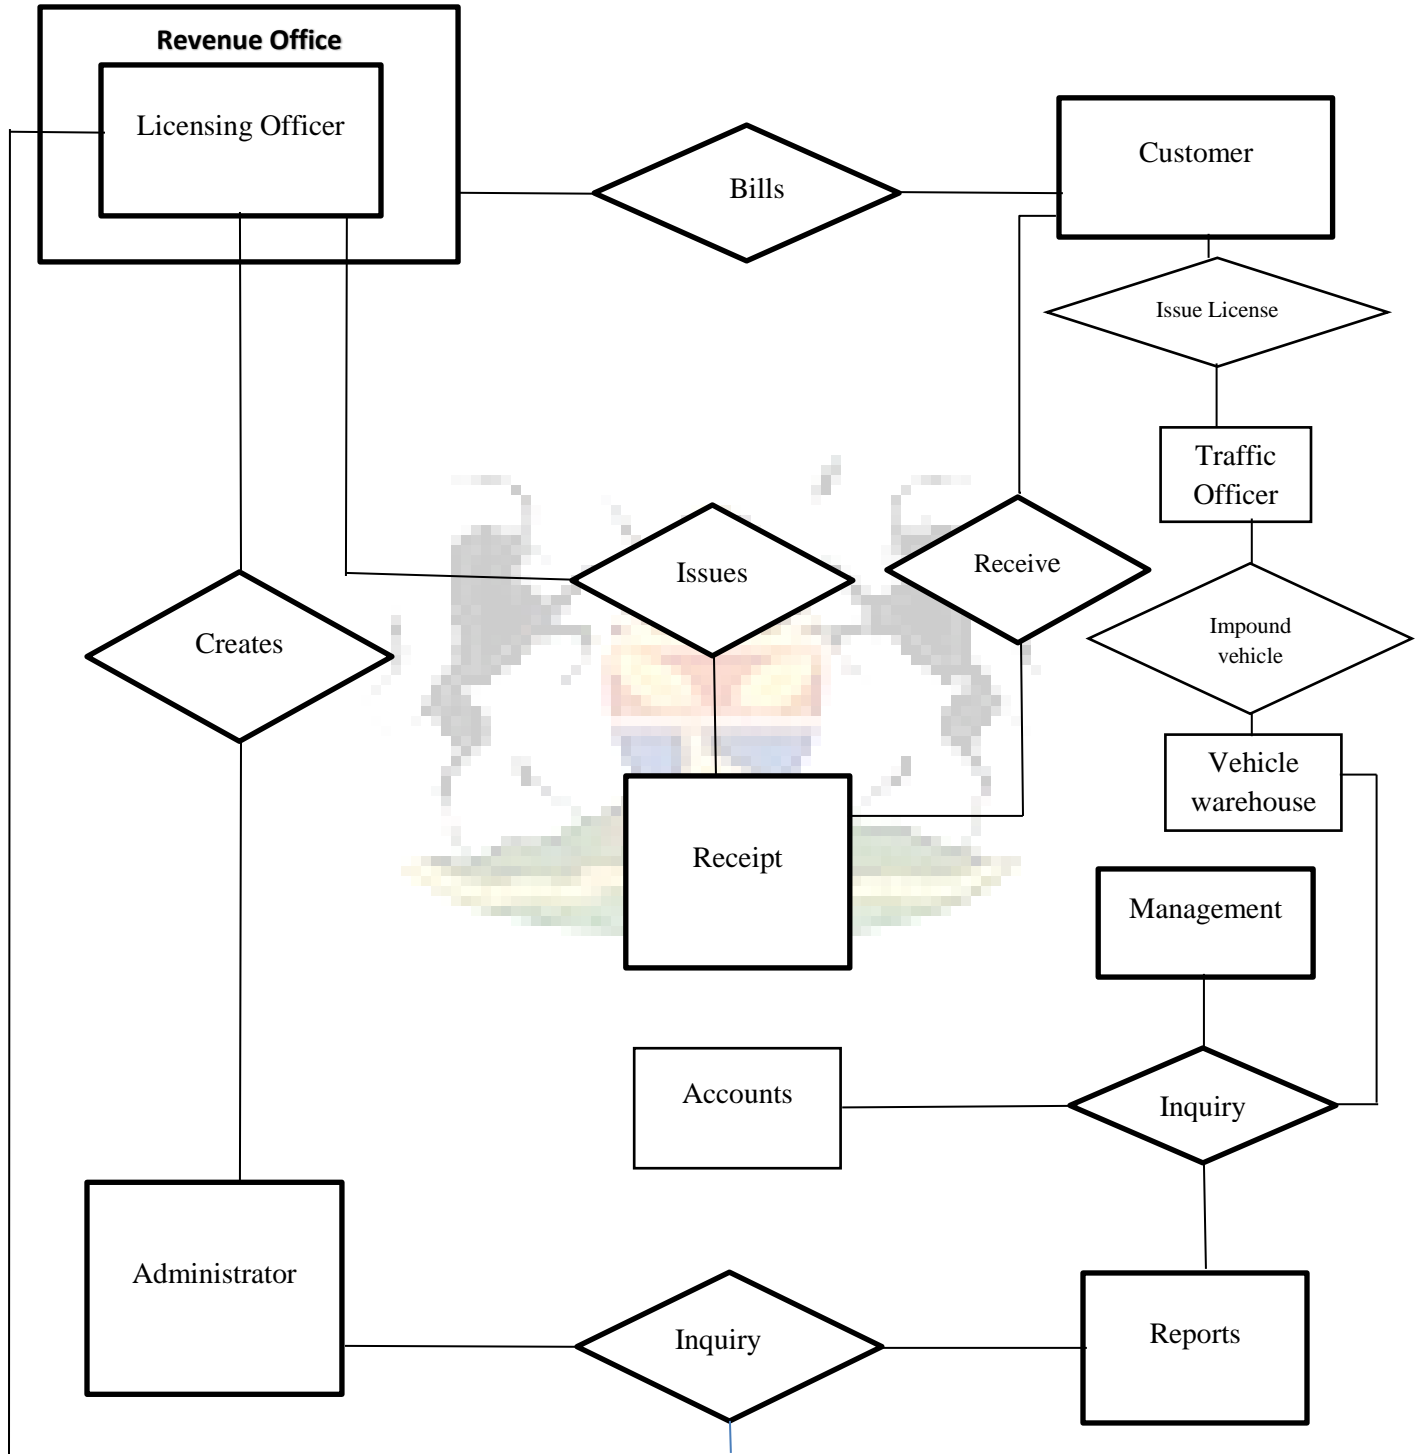 Revenue Office
Licensing Officer
Bills
Customer
Issue License
Traffic
Officer
Issues
Receive
Creates
Impound
vehicle
Vehicle
warehouse
Receipt
Management
Accounts
Inquiry
Administrator
Inquiry
Reports